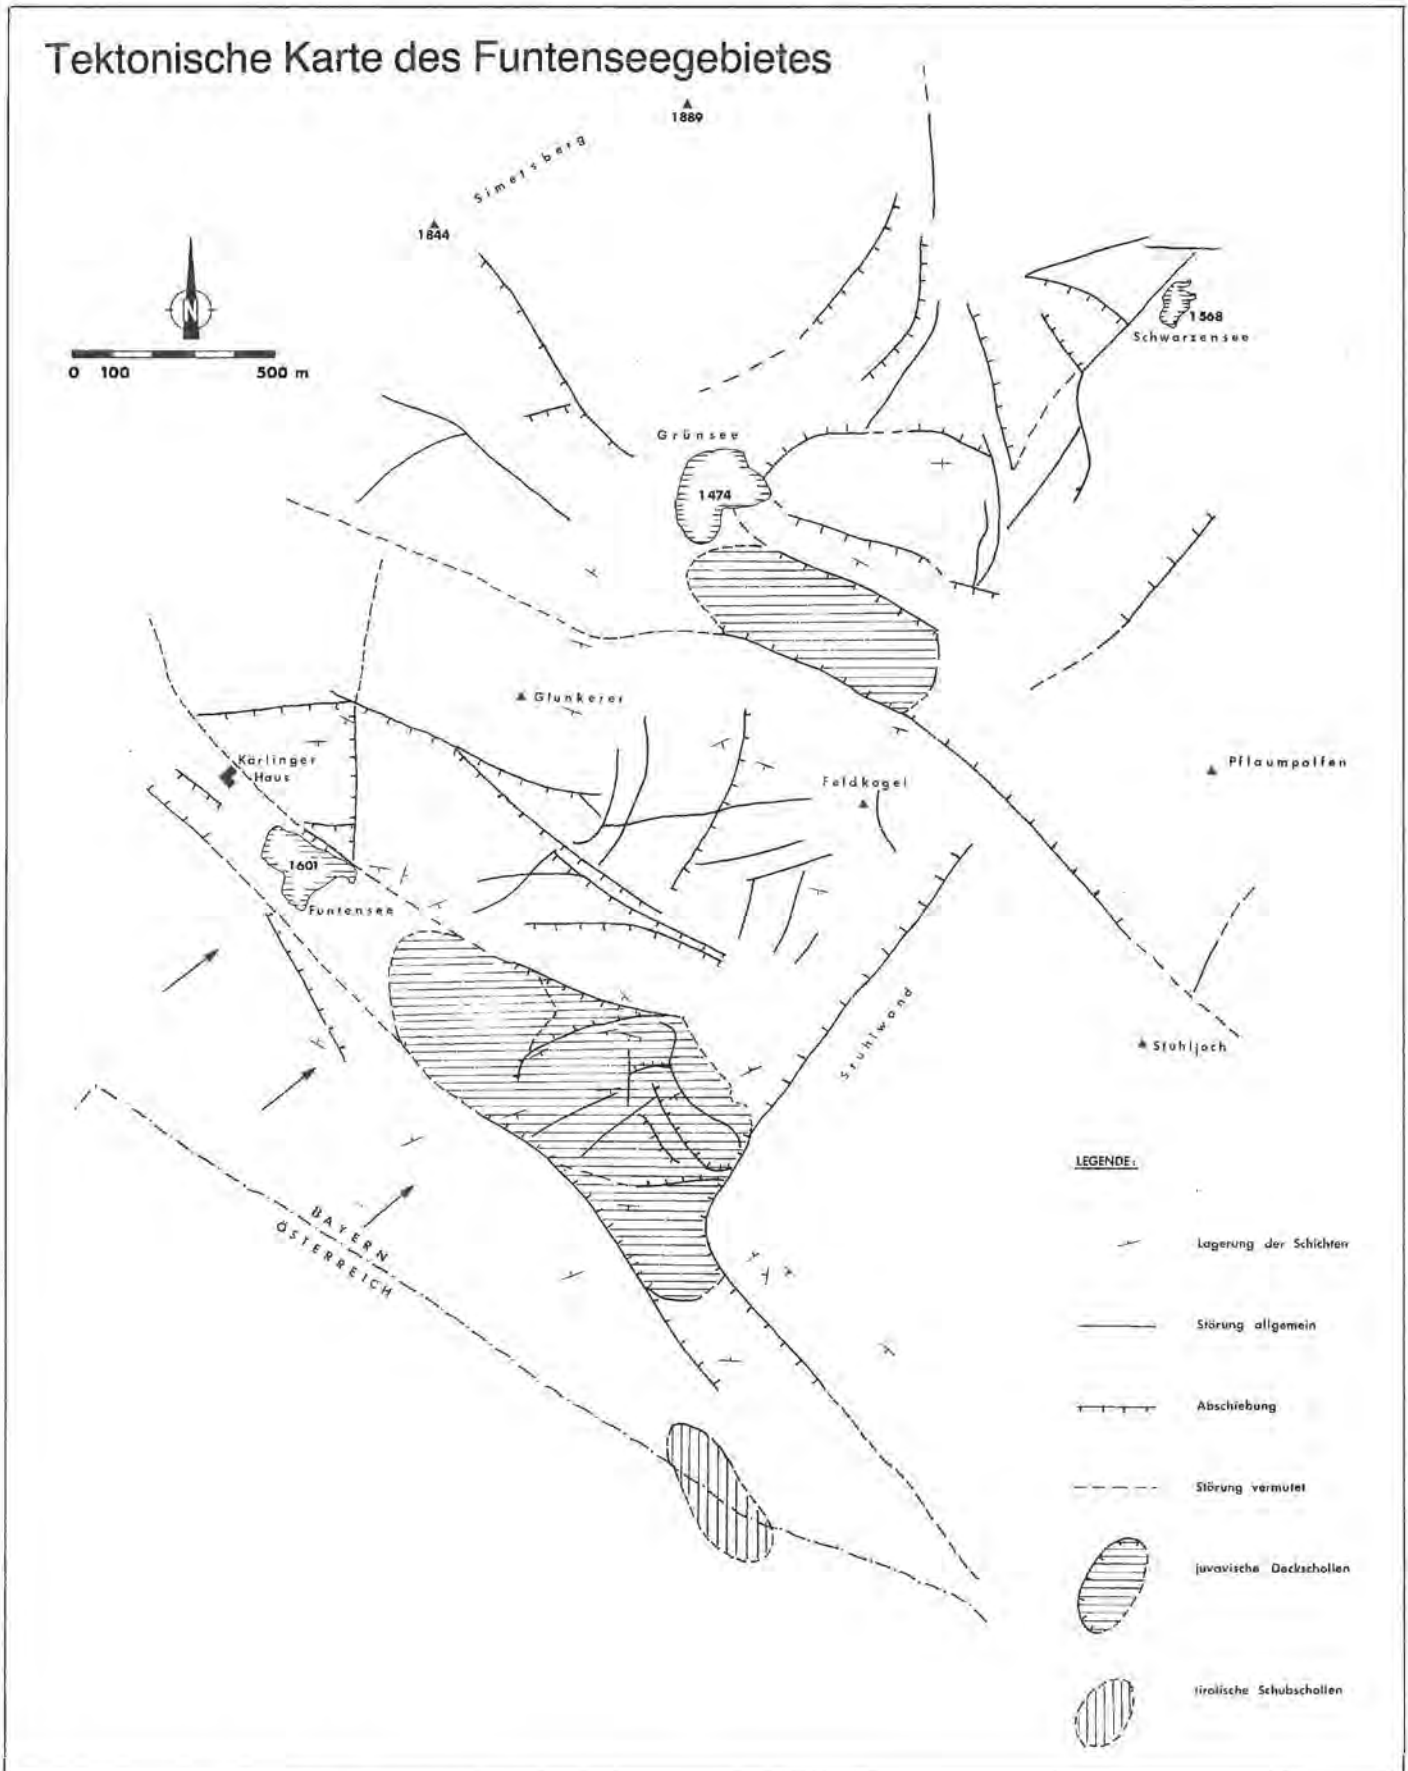 Tektonische Karte des Funtenseegebietes
1889
Simetsberg
1844
N
0 100 500 m
1568
Schwarzensee
Grünsee
1474
Glunkerer
Kärlinger
Haus
Feldkogel
Pflaumpalfen
1601
Funtensee
Stuhlwand
Stuhljoch
BAYERN
ÖSTERREICH
LEGENDE:
Lagerung der Schichten
Störung allgemein
Abschiebung
Störung vermutet
juvavische Deckschollen
tirolische Schubschollen